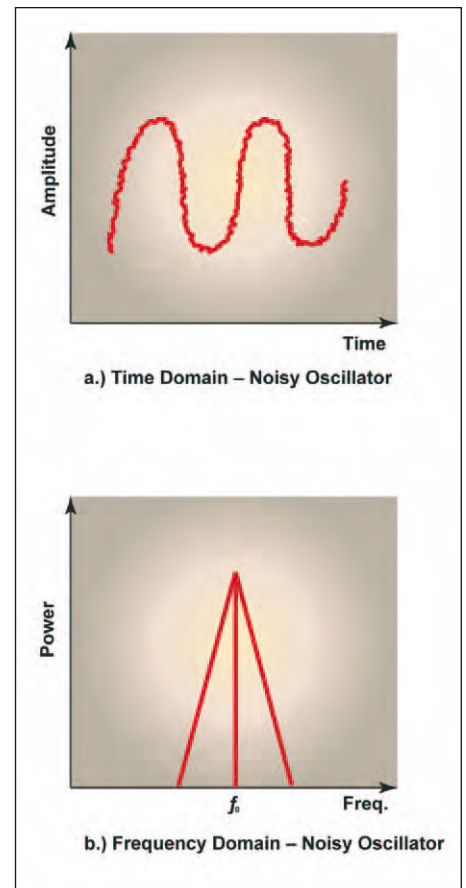 Amplitude
Time
a.) Time Domain – Noisy Oscillator
Power
f₀
Freq.
b.) Frequency Domain – Noisy Oscillator